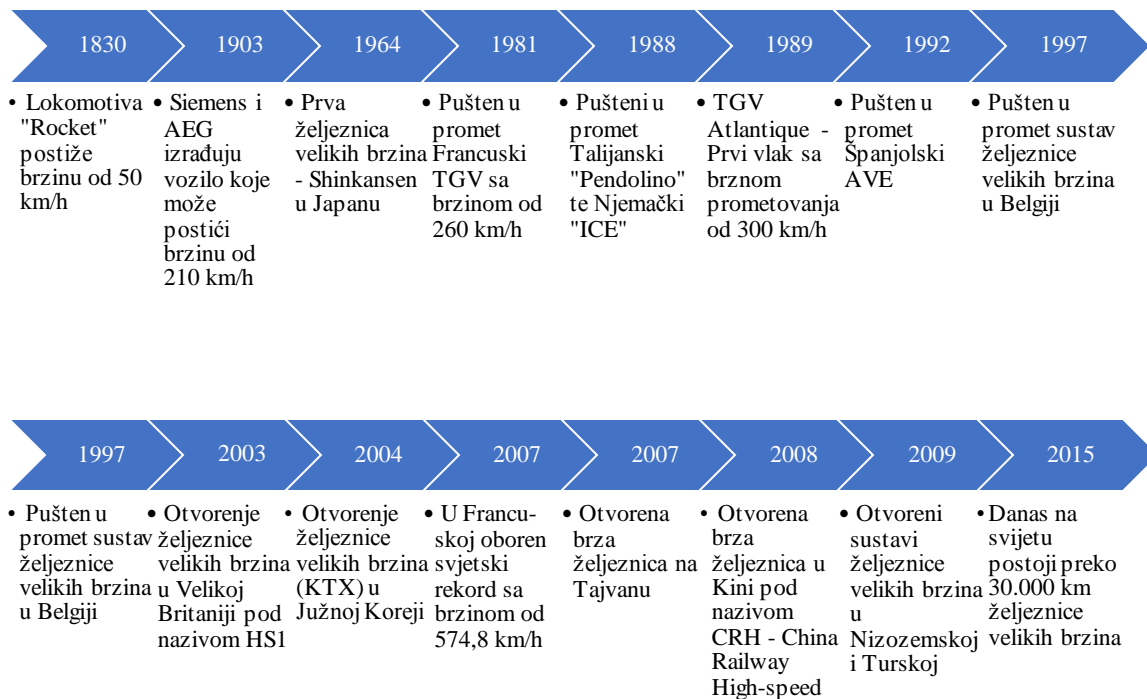 1830 1903 1964 1981 1988 1989 1992 1997
• Lokomotiva
"Rocket"
postiže
brzinu od 50
km/h
• Siemens i
AEG
izrađuju
vozilo koje
može
postići
brzinu od
210 km/h
• Prva
željeznica
velikih brzina
- Shinkansen
u Japanu
• Pušten u
promet
Francuski
TGV sa
brzinom od
260 km/h
• Pušteni u
promet
Talijanski
"Pendolino"
te Njemački
"ICE"
• TGV
Atlantique -
Prvi vlak sa
brznom
prometovanja
od 300 km/h
• Pušten u
promet
Španjolski
AVE
• Pušten u
promet sustav
željeznice
velikih brzina
u Belgiji
1997 2003 2004 2007 2007 2008 2009 2015
• Pušten u
promet sustav
željeznice
velikih brzina
u Belgiji
• Otvorenje
željeznice
velikih brzina
u Velikoj
Britaniji pod
nazivom HS1
• Otvorenje
željeznice
velikih brzina
(KTX) u
Južnoj Koreji
• U Francu-
skoj oboren
svjetski
rekord sa
brzinom od
574,8 km/h
• Otvorena
brza
željeznica na
Tajvanu
• Otvorena
brza
željeznica u
Kini pod
nazivom
CRH - China
Railway
High-speed
• Otvoreni
sustavi
željeznice
velikih brzina
u
Nizozemskoj
i Turskoj
• Danas na
svijetu
postoji preko
30.000 km
željeznice
velikih brzina